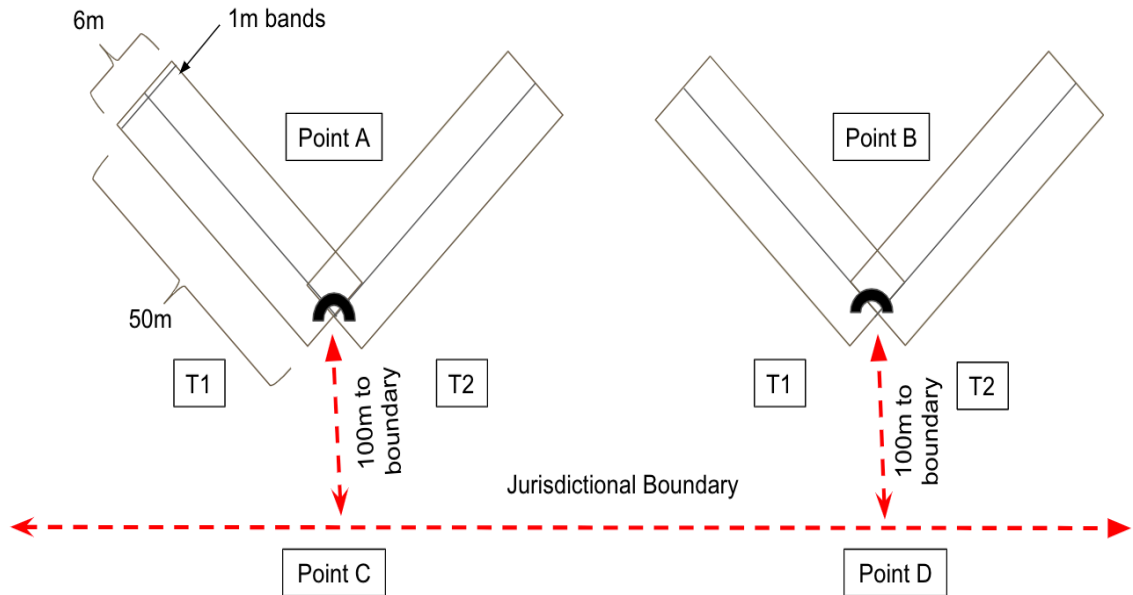 6m
1m bands
Point A
Point B
50m
T1
T2
T1
T2
100m to
boundary
100m to
boundary
Jurisdictional Boundary
Point C
Point D